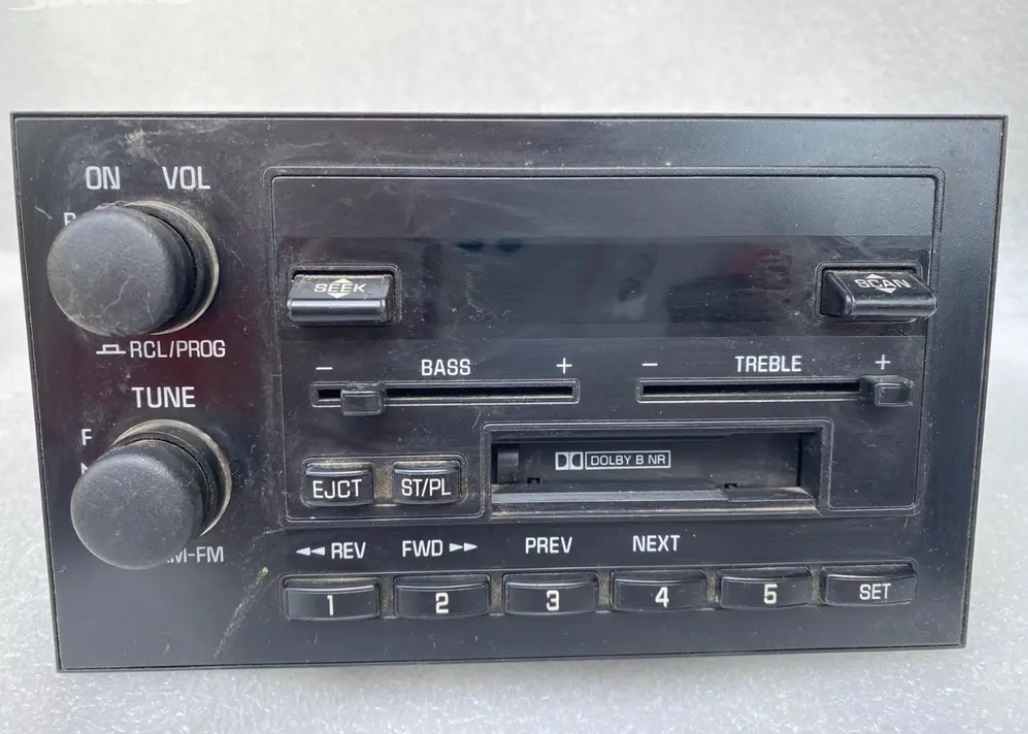 ON VOL
RCL/PROG
TUNE
F
SEEK
SCAN
− BASS +
− TREBLE +
EJCT ST/PL
DOLBY B NR
◄◄ REV FWD ►► PREV NEXT
1 2 3 4 5 SET